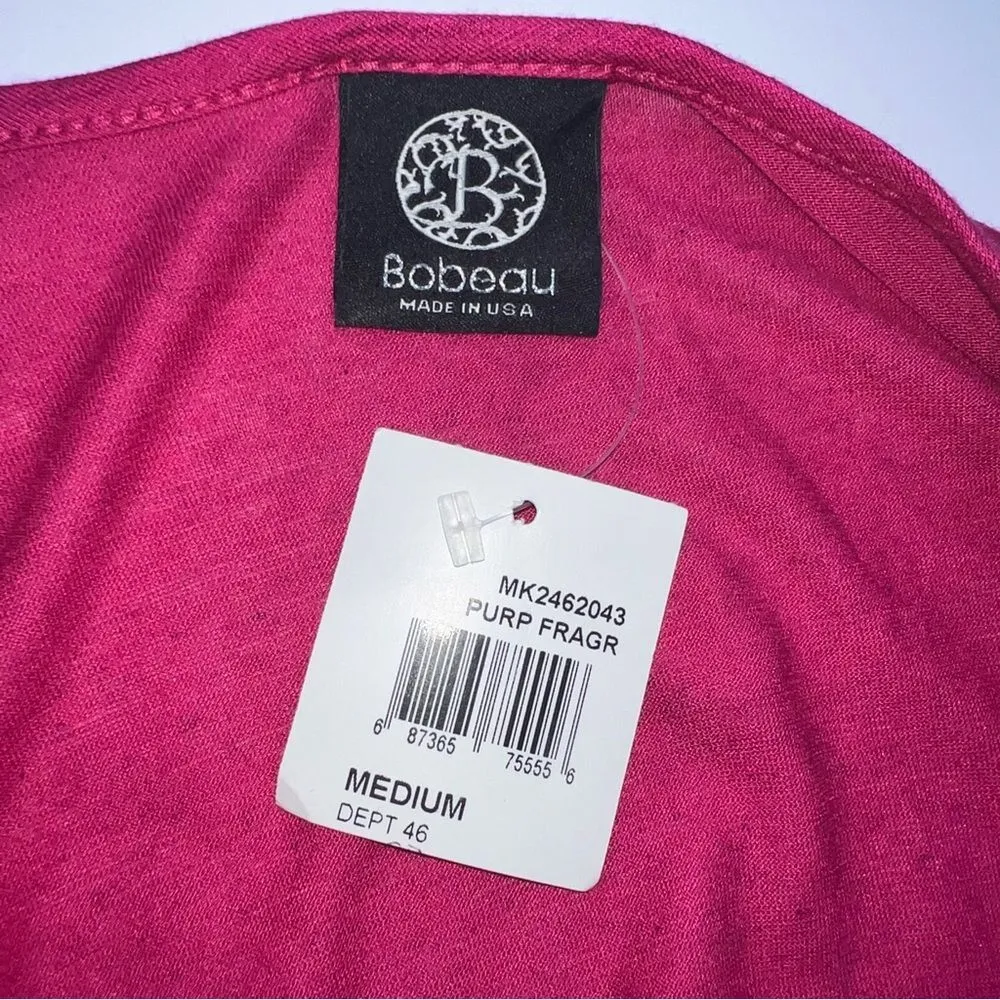 B
Bobeau
MADE IN USA
MK2462043
PURP FRAGR
6 87365 75555 6
MEDIUM
DEPT 46